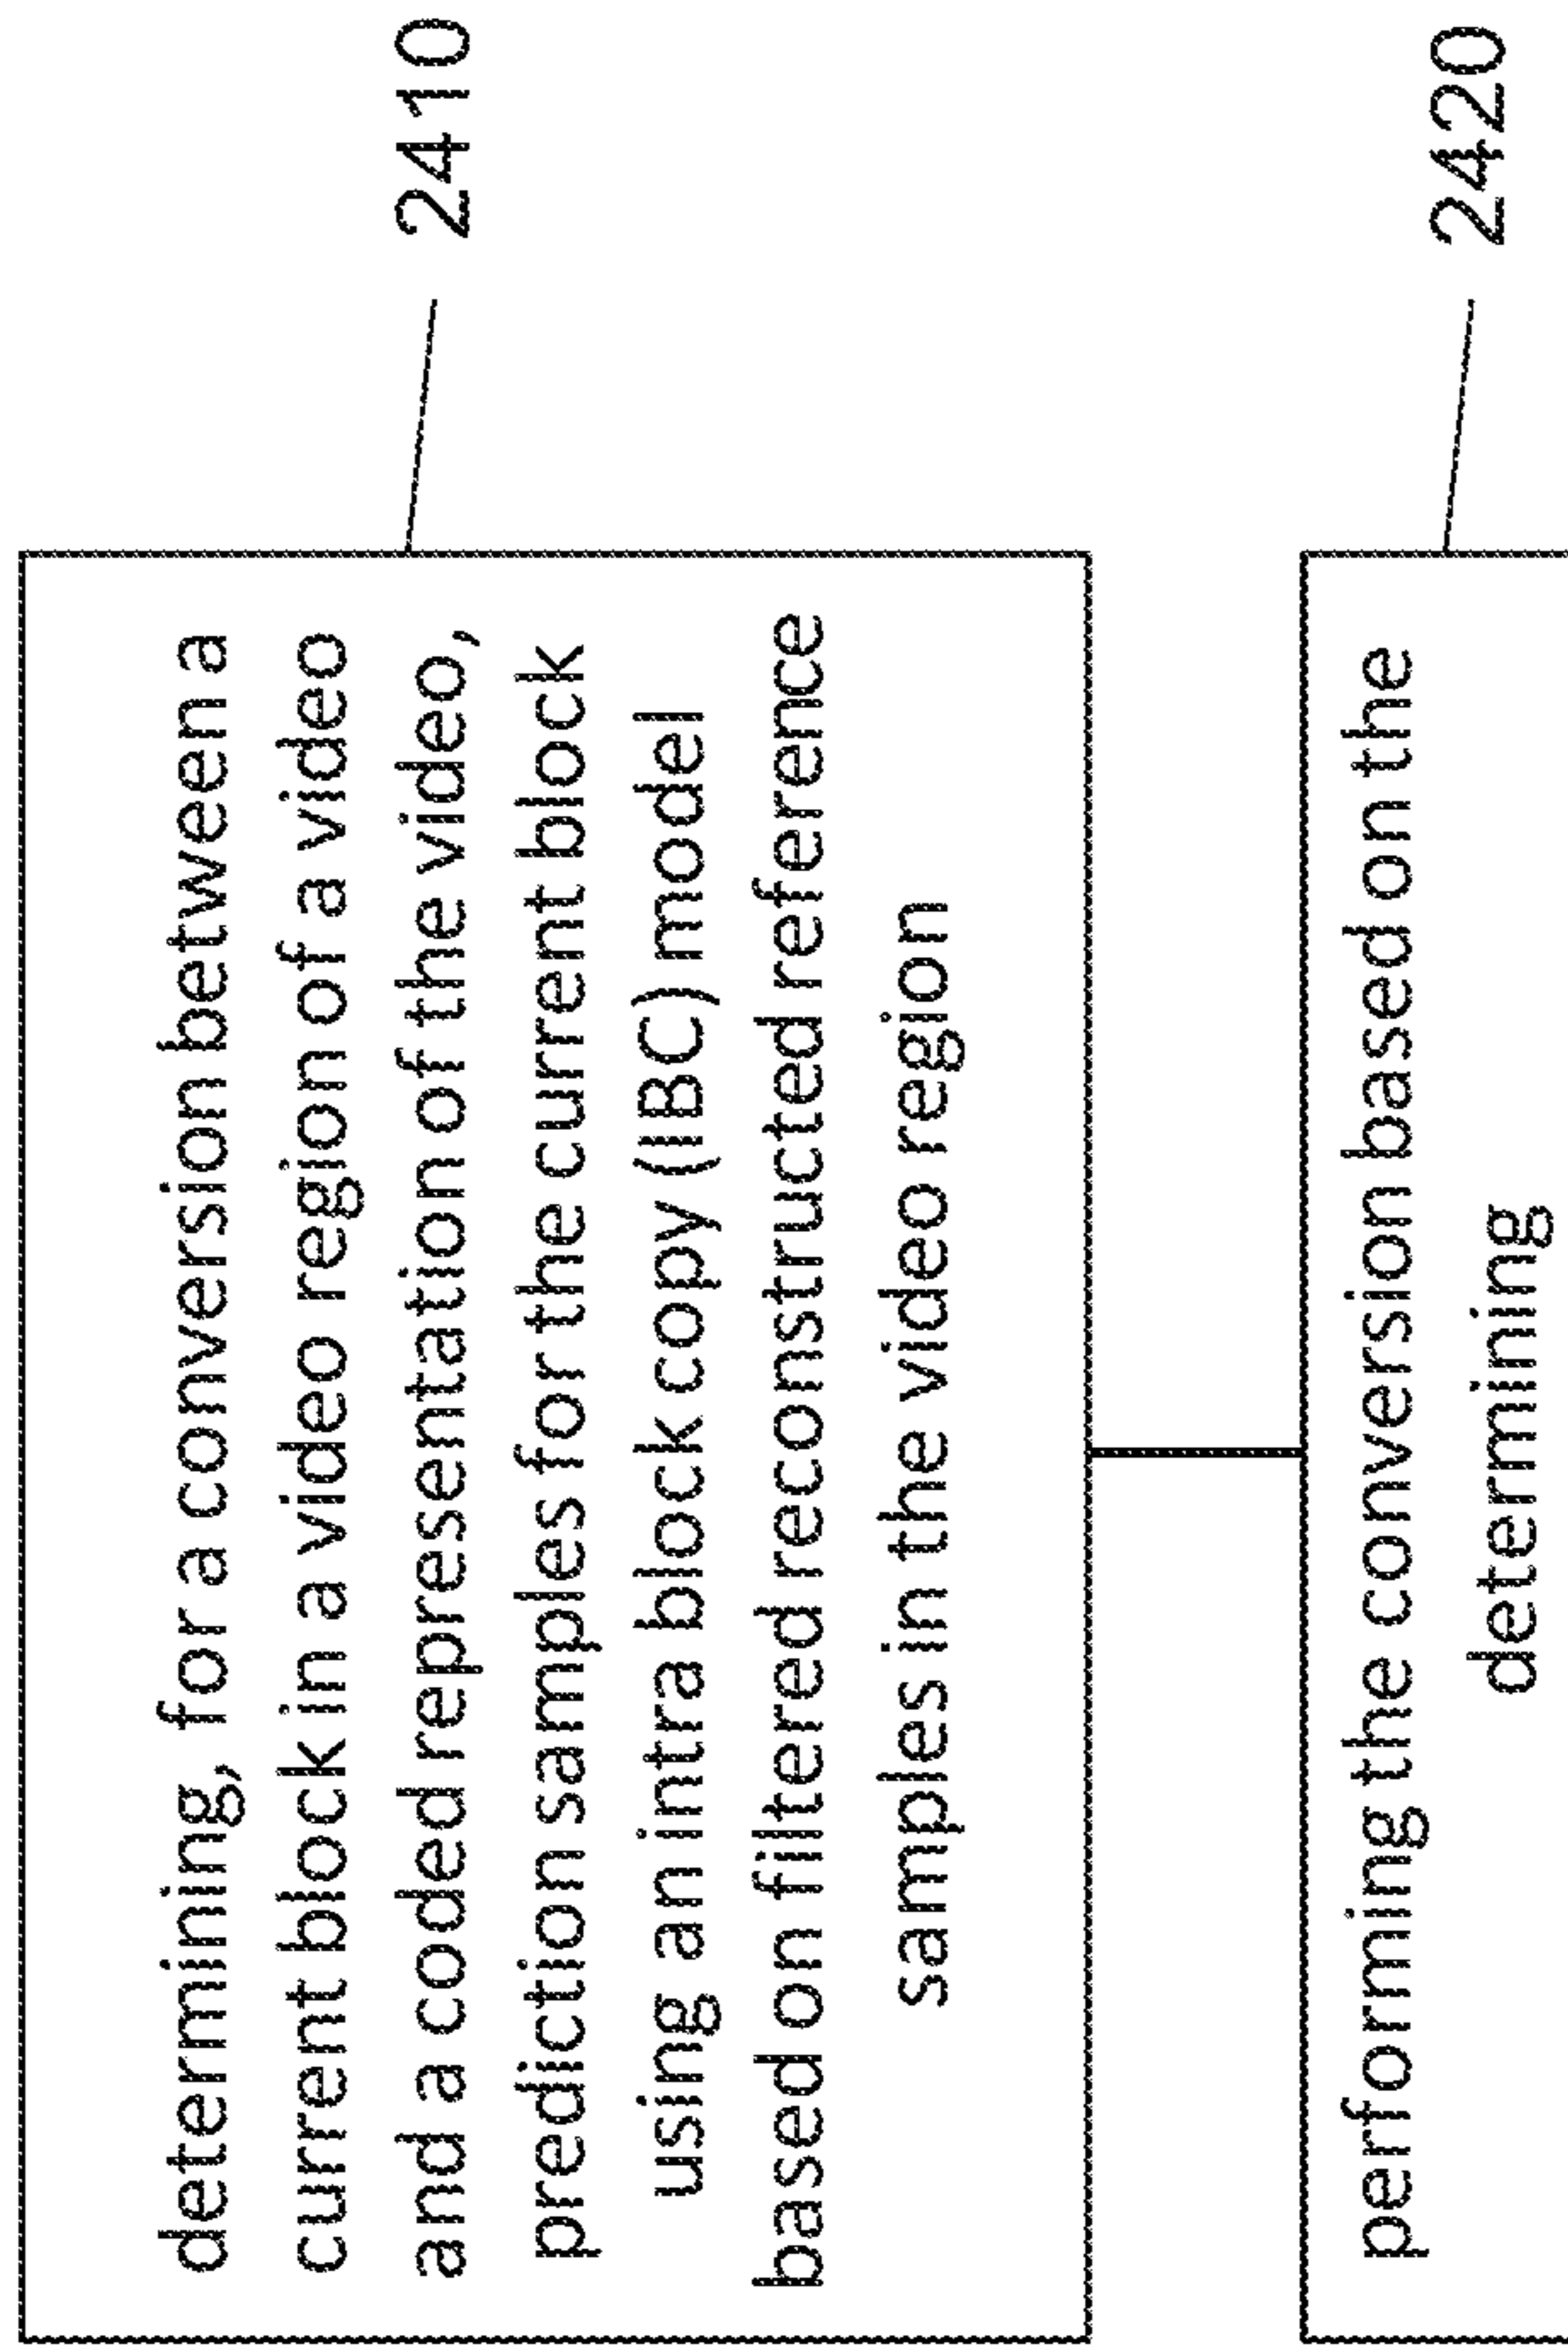 determining, for a conversion between a
current block in a video region of a video
and a coded representation of the video,
prediction samples for the current block
using an intra block copy (IBC) model
based on filtered reconstructed reference
samples in the video region
2410
performing the conversion based on the
determining
2420